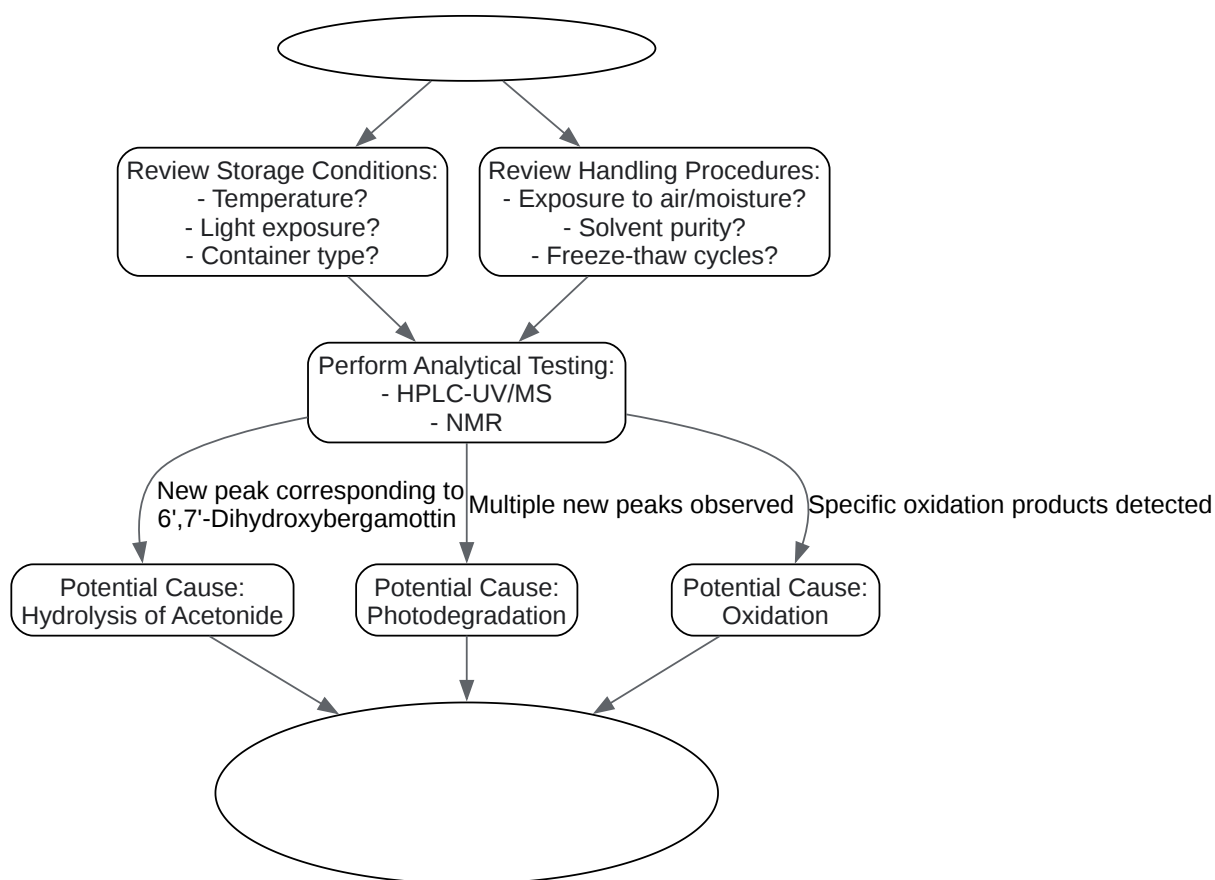 Review Storage Conditions:
- Temperature?
- Light exposure?
- Container type?
Review Handling Procedures:
- Exposure to air/moisture?
- Solvent purity?
- Freeze-thaw cycles?
Perform Analytical Testing:
- HPLC-UV/MS
- NMR
New peak corresponding to
6',7'-Dihydroxybergamottin
Multiple new peaks observed
Specific oxidation products detected
Potential Cause:
Hydrolysis of Acetonide
Potential Cause:
Photodegradation
Potential Cause:
Oxidation